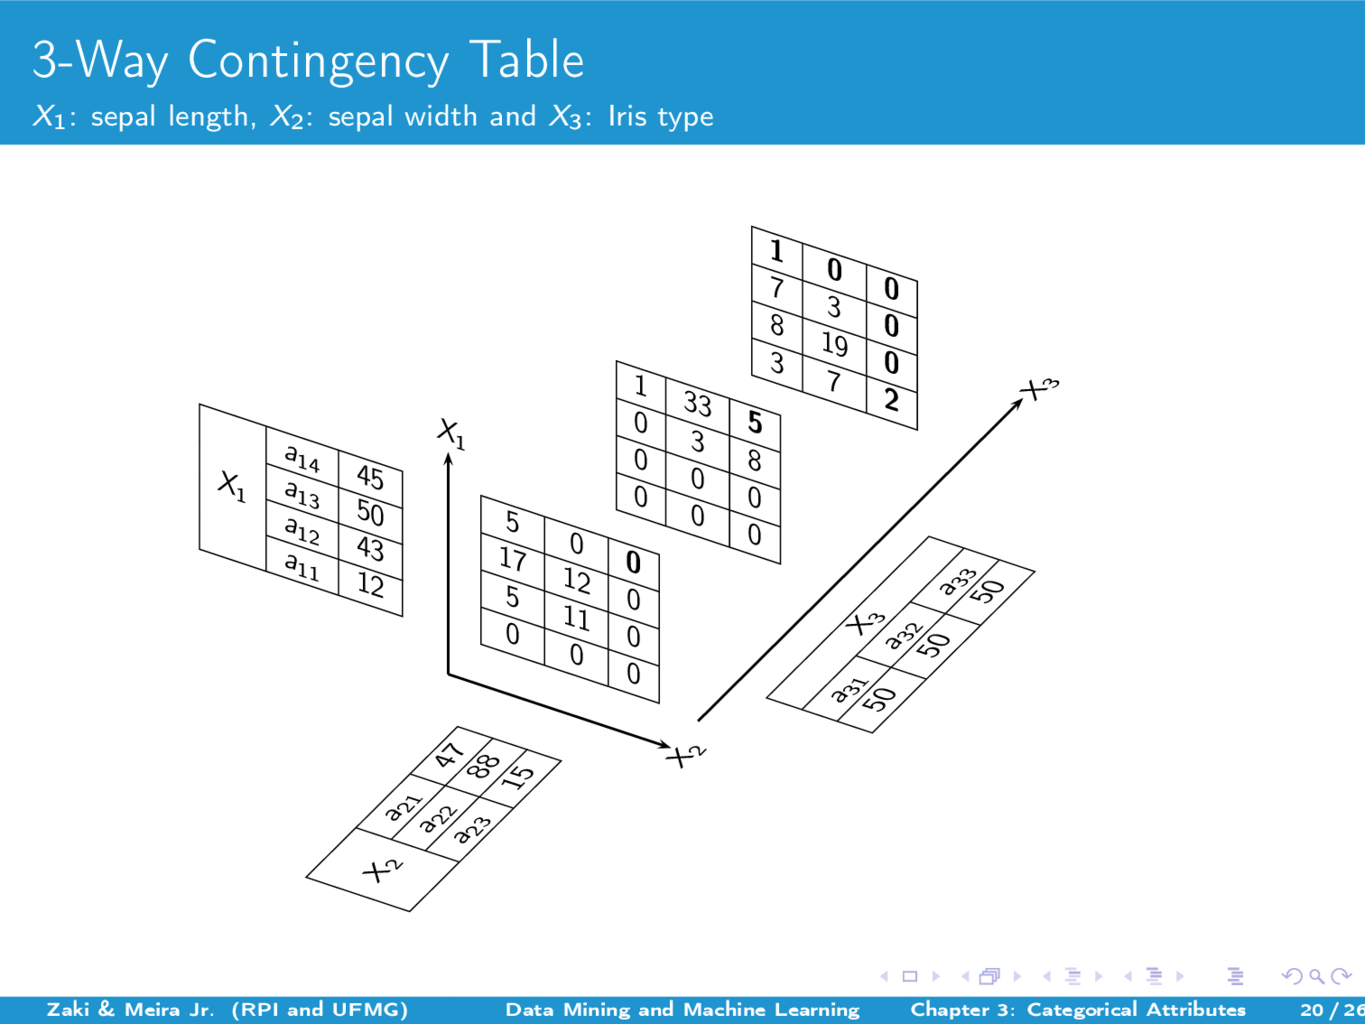 3-Way Contingency Table
X1: sepal length, X2: sepal width and X3: Iris type
1 0 0
7 3 0
8 19 0
3 7 2
X3
1 33 5
0 3 8
0 0 0
0 0 0
X1
X1
a14 45
a13 50
a12 43
a11 12
5 0 0
17 12 0
5 11 0
0 0 0
X3
a33 50
a32 50
a31 50
X2
47 88 15
a21 a22 a23
X2
Zaki & Meira Jr. (RPI and UFMG) Data Mining and Machine Learning Chapter 3: Categorical Attributes 20 / 26